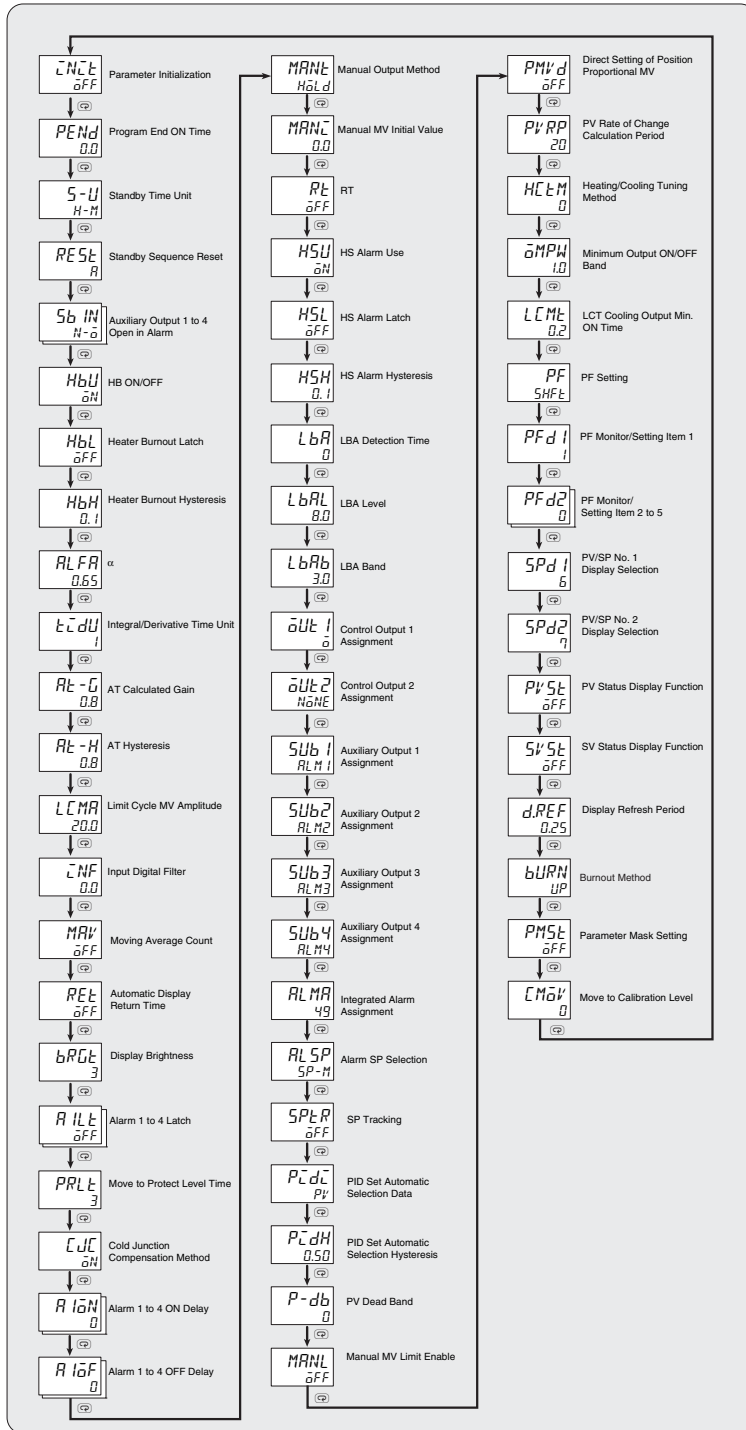 INIT
OFF
Parameter Initialization
PEND
0.0
Program End ON Time
S-U
H-M
Standby Time Unit
REST
A
Standby Sequence Reset
SBIN
N-O
Auxiliary Output 1 to 4
Open in Alarm
HBU
ON
HB ON/OFF
HBL
OFF
Heater Burnout Latch
HBH
0.1
Heater Burnout Hysteresis
ALFA
0.65
α
TIDU
1
Integral/Derivative Time Unit
AT-G
0.8
AT Calculated Gain
AT-H
0.8
AT Hysteresis
LCMA
20.0
Limit Cycle MV Amplitude
INF
0.0
Input Digital Filter
MAV
OFF
Moving Average Count
RET
OFF
Automatic Display
Return Time
BRGT
3
Display Brightness
A1LT
OFF
Alarm 1 to 4 Latch
PRLT
3
Move to Protect Level Time
CJC
ON
Cold Junction
Compensation Method
A1ON
0
Alarm 1 to 4 ON Delay
A1OF
0
Alarm 1 to 4 OFF Delay
MANT
HOLD
Manual Output Method
MANI
0.0
Manual MV Initial Value
RT
OFF
RT
HSU
ON
HS Alarm Use
HSL
OFF
HS Alarm Latch
HSH
0.1
HS Alarm Hysteresis
LBA
0
LBA Detection Time
LBAL
8.0
LBA Level
LBAB
3.0
LBA Band
OUT1
O
Control Output 1
Assignment
OUT2
NONE
Control Output 2
Assignment
SUB1
ALM1
Auxiliary Output 1
Assignment
SUB2
ALM2
Auxiliary Output 2
Assignment
SUB3
ALM3
Auxiliary Output 3
Assignment
SUB4
ALM4
Auxiliary Output 4
Assignment
ALMA
49
Integrated Alarm
Assignment
ALSP
SP-M
Alarm SP Selection
SPTR
OFF
SP Tracking
PIDI
PV
PID Set Automatic
Selection Data
PIDH
0.50
PID Set Automatic
Selection Hysteresis
P-DB
0
PV Dead Band
MANL
OFF
Manual MV Limit Enable
PMVD
OFF
Direct Setting of Position
Proportional MV
PVRP
20
PV Rate of Change
Calculation Period
HCTM
0
Heating/Cooling Tuning
Method
OMPW
1.0
Minimum Output ON/OFF
Band
LCMT
0.2
LCT Cooling Output Min.
ON Time
PF
SHFT
PF Setting
PFD1
1
PF Monitor/Setting Item 1
PFD2
0
PF Monitor/
Setting Item 2 to 5
SPD1
6
PV/SP No. 1
Display Selection
SPD2
7
PV/SP No. 2
Display Selection
PVST
OFF
PV Status Display Function
SVST
OFF
SV Status Display Function
D.REF
0.25
Display Refresh Period
BURN
UP
Burnout Method
PMST
OFF
Parameter Mask Setting
CMOV
0
Move to Calibration Level